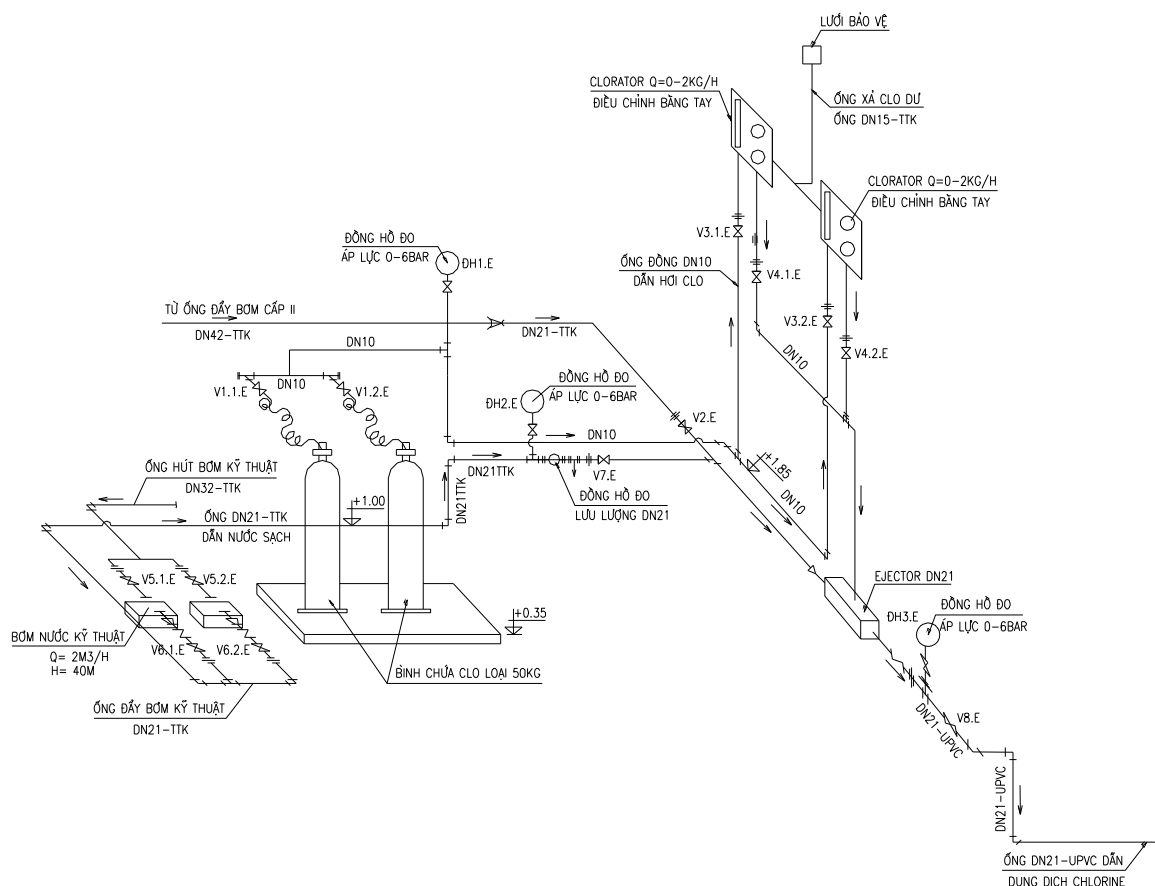 LƯỚI BẢO VỆ
CLORATOR Q=0-2KG/H
ĐIỀU CHỈNH BẰNG TAY
ỐNG XẢ CLO DƯ
ỐNG DN15-TTK
CLORATOR Q=0-2KG/H
ĐIỀU CHỈNH BẰNG TAY
V3.1.E
ĐỒNG HỒ ĐO
ÁP LỰC 0-6BAR
ĐH1.E
ỐNG ĐỒNG DN10
DẪN HƠI CLO
V4.1.E
TỪ ỐNG ĐẨY BƠM CẤP II
DN42-TTK
DN21-TTK
V3.2.E
V4.2.E
DN10
DN10
DN10
V1.1.E
V1.2.E
ĐỒNG HỒ ĐO
ÁP LỰC 0-6BAR
ĐH2.E
V2.E
DN10
DN21TTK
V7.E
+1.85
DN10
ỐNG HÚT BƠM KỸ THUẬT
DN32-TTK
ĐỒNG HỒ ĐO
LƯU LƯỢNG DN21
+1.00
DN21TTK
ỐNG DN21-TTK
DẪN NƯỚC SẠCH
V5.1.E
V5.2.E
EJECTOR DN21
+0.35
ĐH3.E
ĐỒNG HỒ ĐO
ÁP LỰC 0-6BAR
BƠM NƯỚC KỸ THUẬT
Q= 2M3/H
H= 40M
V6.1.E
V6.2.E
BÌNH CHỨA CLO LOẠI 50KG
ỐNG ĐẨY BƠM KỸ THUẬT
DN21-TTK
DN21-UPVC
V8.E
DN21-UPVC
ỐNG DN21-UPVC DẪN
DUNG DỊCH CHLORINE